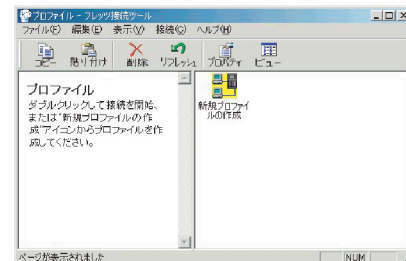 プロファイル - フレッツ接続ツール
ファイル(F) 編集(E) 表示(V) 接続(C) ヘルプ(H)
コピー 貼り付け 削除 リフレッシュ プロパティ ビュー
プロファイル
ダブルクリックして接続を開始、
または"新規プロファイルの作
成"アイコンからプロファイルを作
成してください。
新規プロファイ
ルの作成
ページが表示されました NUM